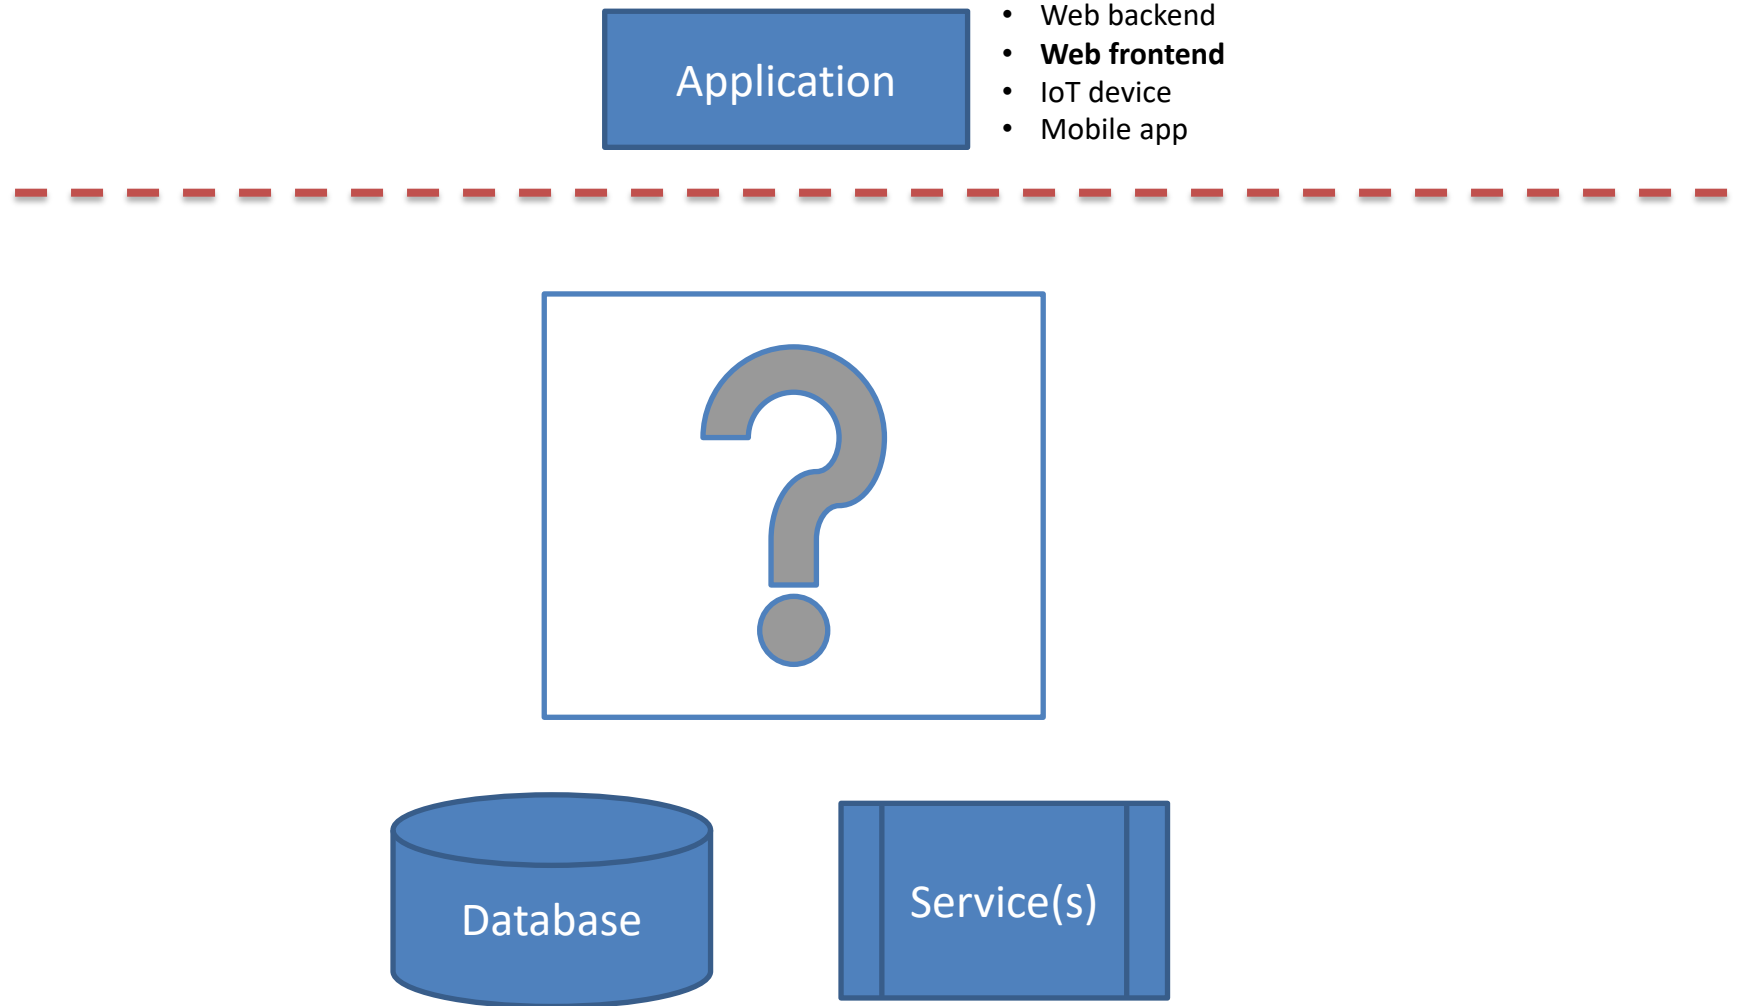 Application
• Web backend
• Web frontend
• IoT device
• Mobile app
?
Database
Service(s)